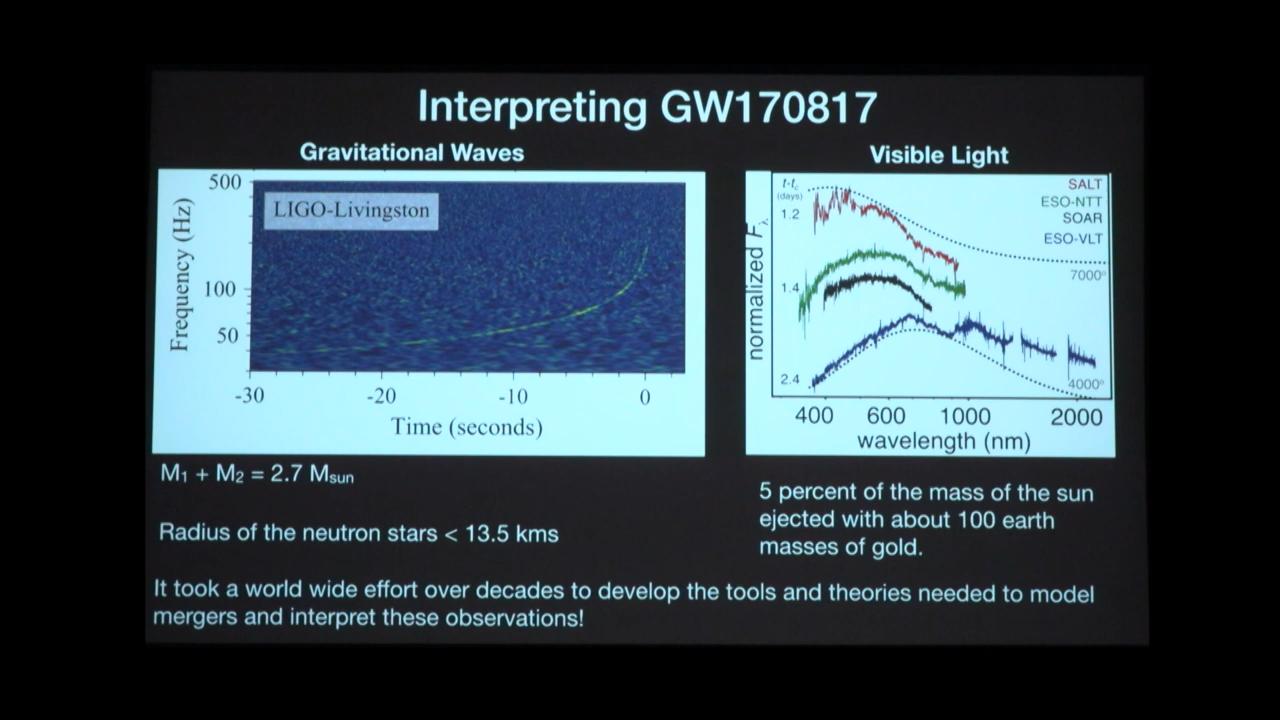 Interpreting GW170817
Gravitational Waves
500
100
50
Frequency (Hz)
LIGO-Livingston
-30
-20
-10
0
Time (seconds)
M₁ + M₂ = 2.7 Msun
Radius of the neutron stars < 13.5 kms
Visible Light
t-tc
(days)
1.2
1.4
2.4
normalized Fλ
SALT
ESO-NTT
SOAR
ESO-VLT
7000°
4000°
400
600
1000
2000
wavelength (nm)
5 percent of the mass of the sun
ejected with about 100 earth
masses of gold.
It took a world wide effort over decades to develop the tools and theories needed to model
mergers and interpret these observations!